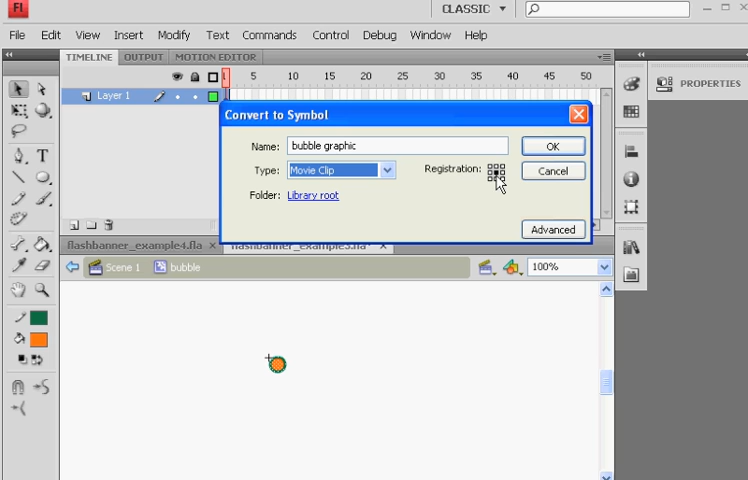 Fl
CLASSIC
File Edit View Insert Modify Text Commands Control Debug Window Help
TIMELINE OUTPUT MOTION EDITOR
PROPERTIES
1 5 10 15 20 25 30 35 40 45 50
Layer 1
Convert to Symbol
Name: bubble graphic OK
Type: Movie Clip Registration: Cancel
Folder: Library root
Advanced
flashbanner_example4.fla × flashbanner_example3.fla* ×
Scene 1 bubble 100%
T